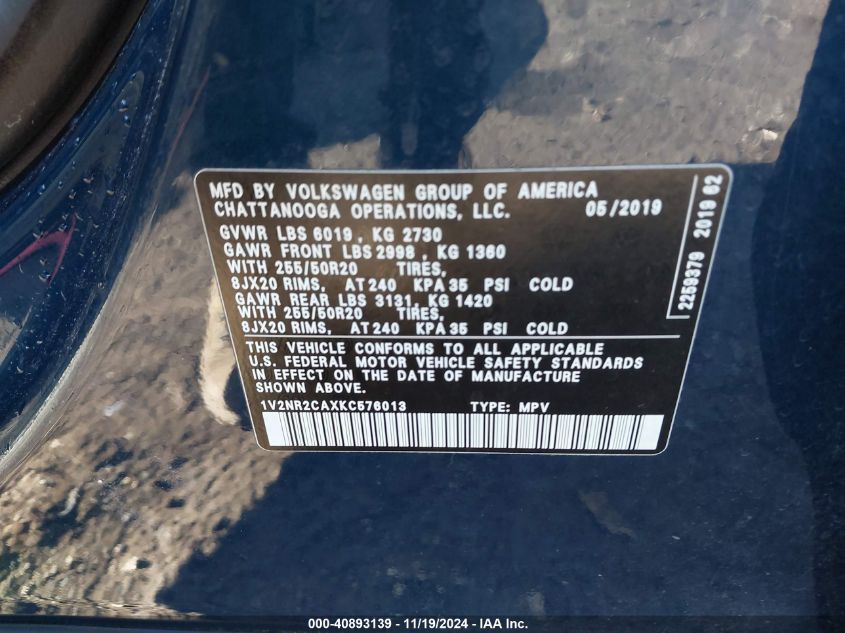 MFD BY VOLKSWAGEN GROUP OF AMERICA
CHATTANOOGA OPERATIONS, LLC. 05/2019
GVWR LBS 6019, KG 2730
GAWR FRONT LBS 2998, KG 1360
WITH 255/50R20 TIRES,
8JX20 RIMS, AT 240 KPA 35 PSI COLD
GAWR REAR LBS 3131, KG 1420
WITH 255/50R20 TIRES,
8JX20 RIMS, AT 240 KPA 35 PSI COLD
THIS VEHICLE CONFORMS TO ALL APPLICABLE
U.S. FEDERAL MOTOR VEHICLE SAFETY STANDARDS
IN EFFECT ON THE DATE OF MANUFACTURE
SHOWN ABOVE.
1V2NR2CAXKC576013 TYPE: MPV
2259379 2019 62
000-40893139 - 11/19/2024 - IAA Inc.